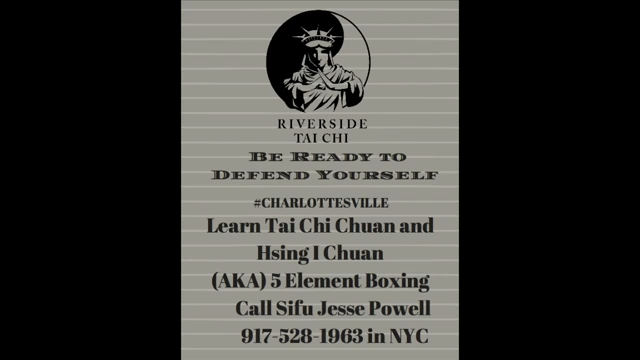 RIVERSIDE
TAI CHI
BE READY TO
DEFEND YOURSELF
#CHARLOTTESVILLE
Learn Tai Chi Chuan and
Hsing I Chuan
(AKA) 5 Element Boxing
Call Sifu Jesse Powell
917-528-1963 in NYC